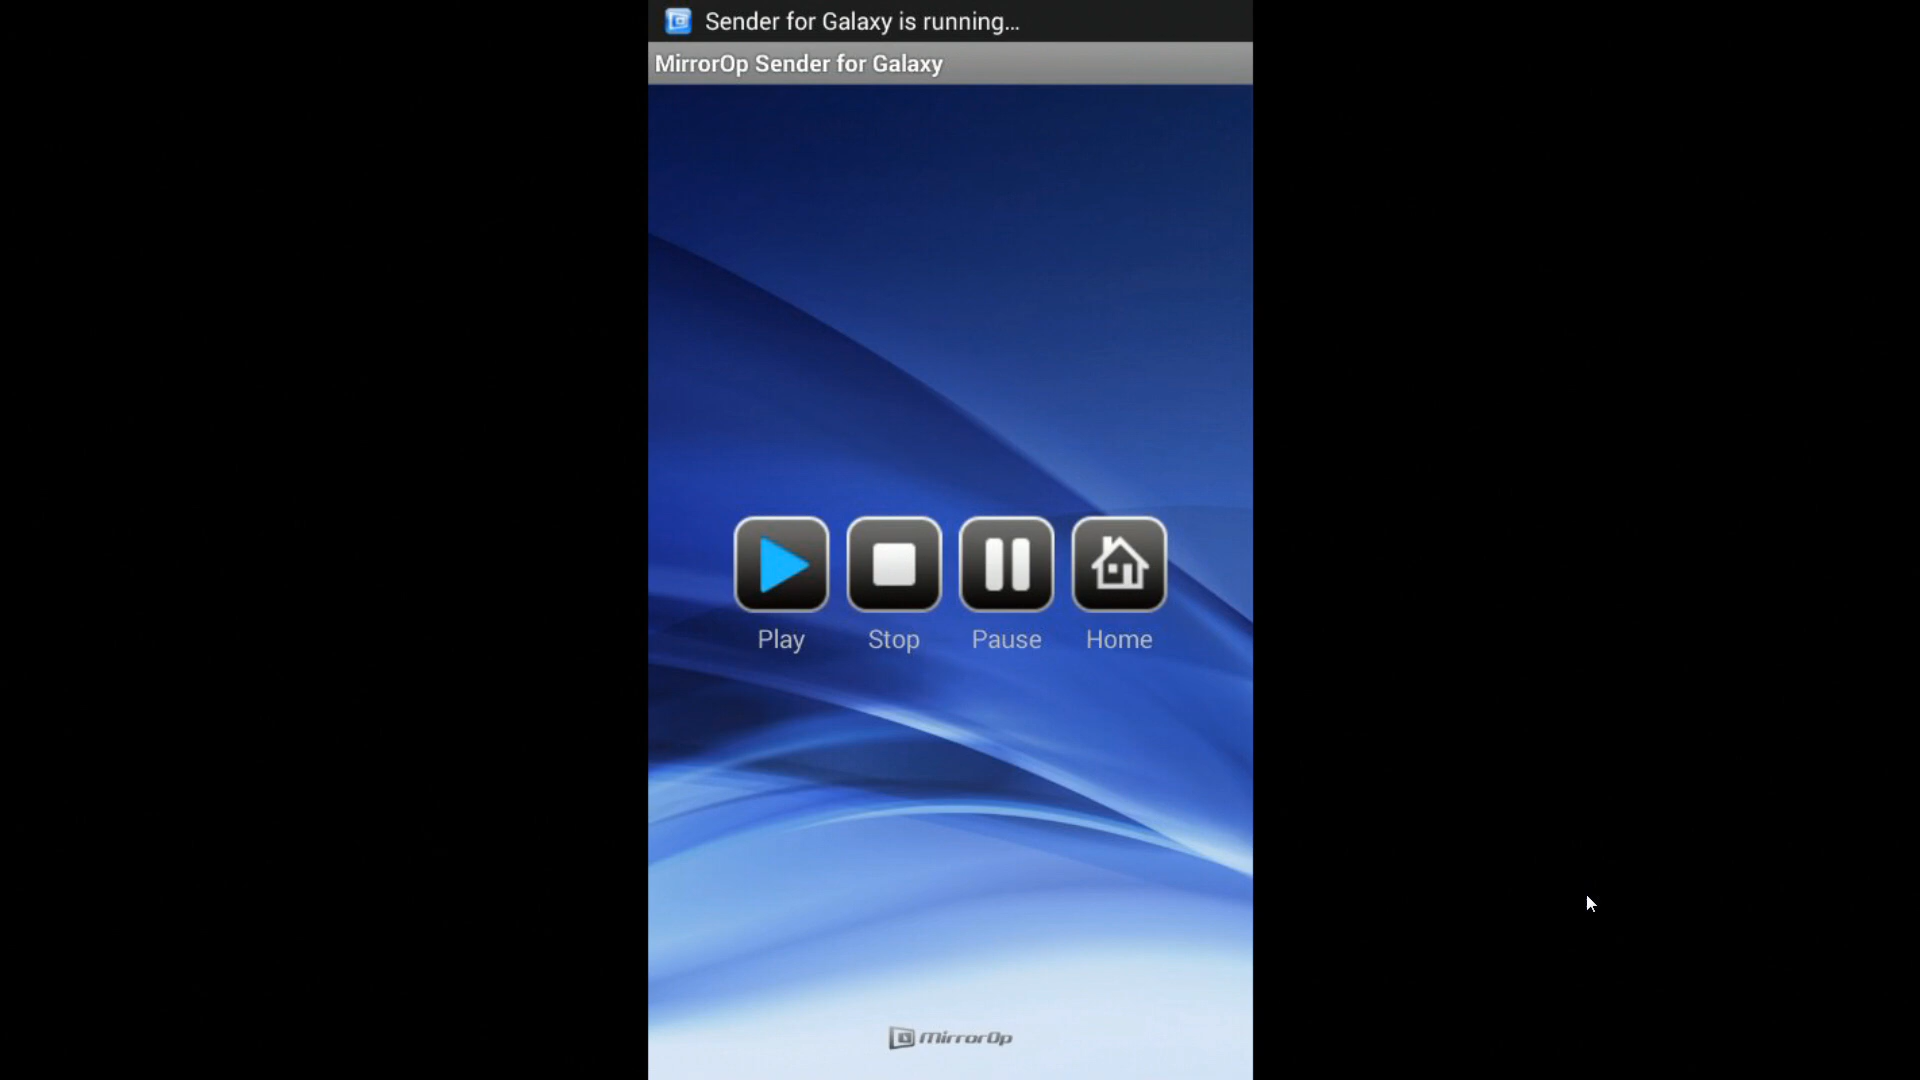 Sender for Galaxy is running...
MirrorOp Sender for Galaxy
Play Stop Pause Home
MirrorOp